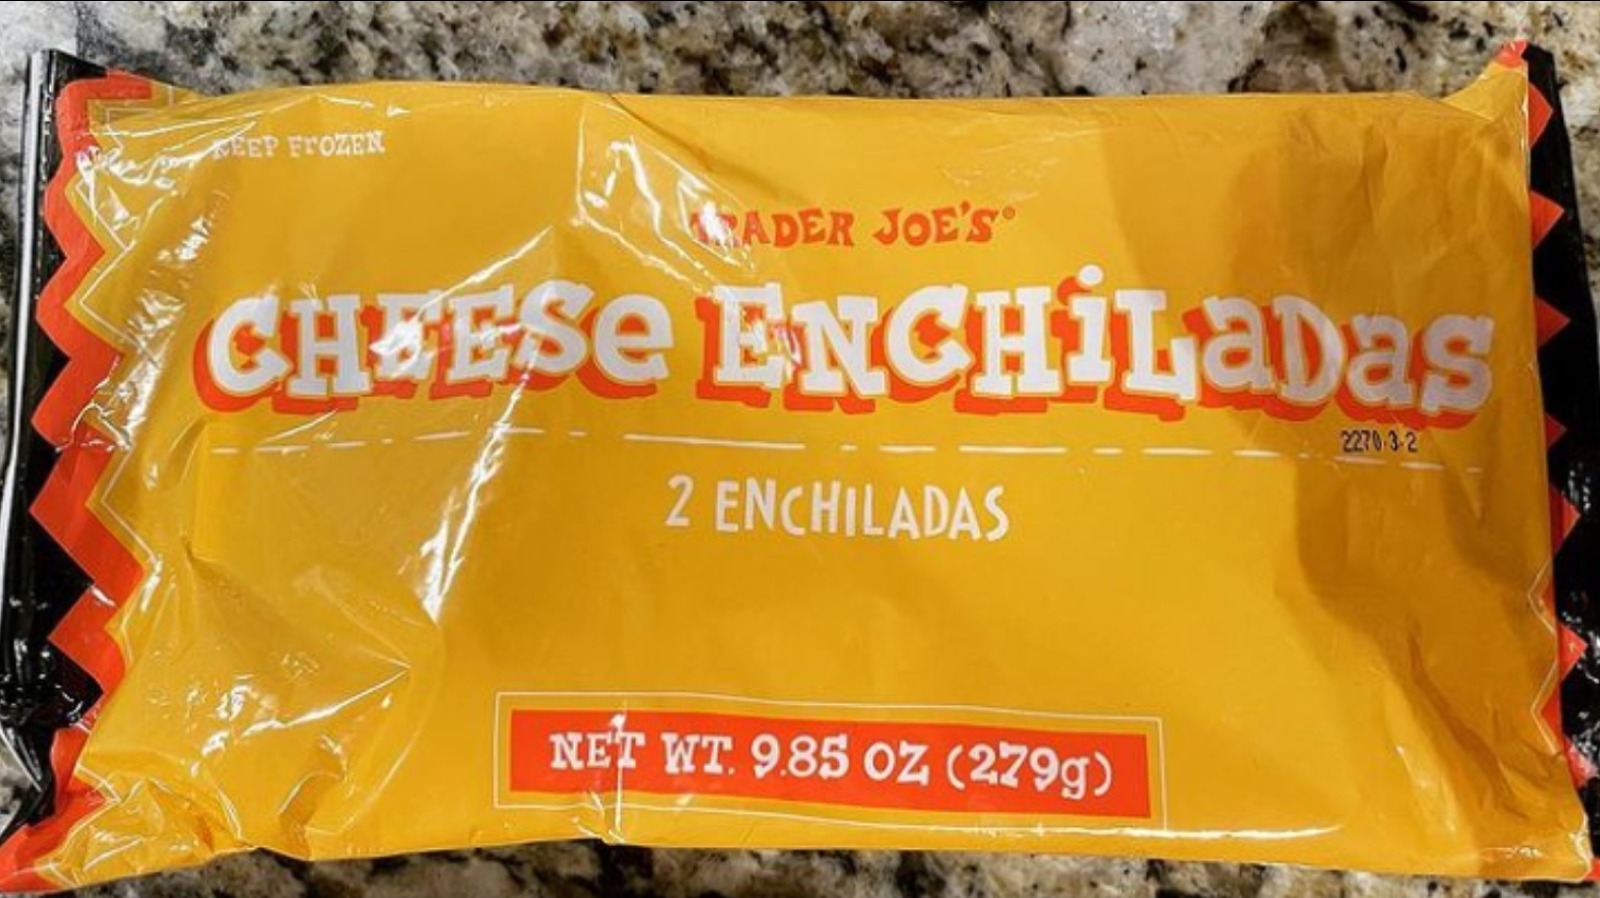 KEEP FrOZEN
TRADER JOE'S®
CHEESe ENCHiLaDaS
2270-3-2
2 ENCHILADAS
NET WT. 9.85 OZ (279g)